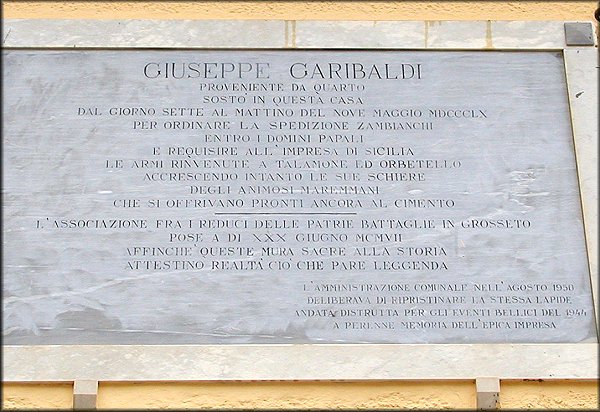 GIUSEPPE GARIBALDI
PROVENIENTE DA QUARTO
SOSTO IN QUESTA CASA
DAL GIORNO SETTE AL MATTINO DEL NOVE MAGGIO MDCCCLX
PER ORDINARE LA SPEDIZIONE ZAMBIANCHI
ENTRO I DOMINI PAPALI
E REQUISIRE ALL'IMPRESA DI SICILIA
LE ARMI RINVENUTE A TALAMONE ED ORBETELLO
ACCRESCENDO INTANTO LE SUE SCHIERE
DEGLI ANIMOSI MAREMMANI
CHE SI OFFRIVANO PRONTI ANCORA AL CIMENTO
L'ASSOCIAZIONE FRA I REDUCI DELLE PATRIE BATTAGLIE IN GROSSETO
POSE A DI XXX GIUGNO MCMVII
AFFINCHE' QUESTE MURA SACRE ALLA STORIA
ATTESTINO REALTA' CIO' CHE PARE LEGGENDA
L'AMMINISTRAZIONE COMUNALE NELL'AGOSTO 1950
DELIBERAVA DI RIPRISTINARE LA STESSA LAPIDE
ANDATA DISTRUTTA PER GLI EVENTI BELLICI DEL 1944
A PERENNE MEMORIA DELL'EPICA IMPRESA